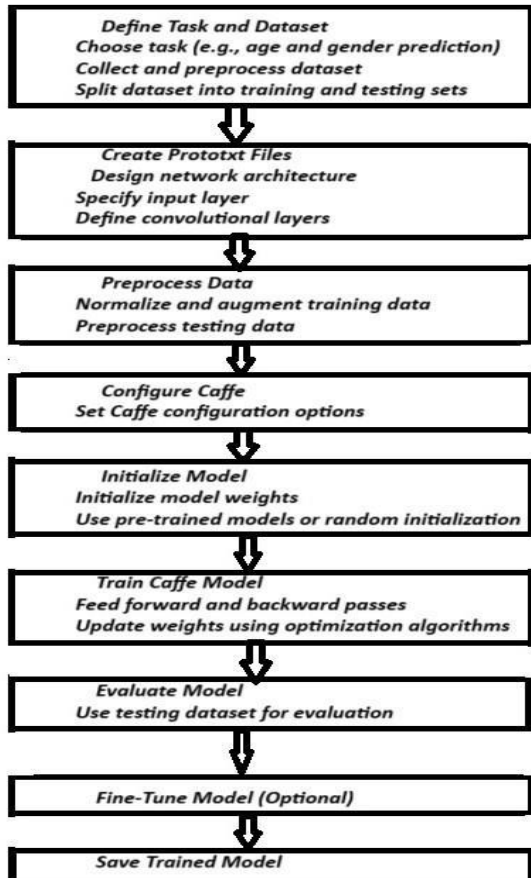 Define Task and Dataset
Choose task (e.g., age and gender prediction)
Collect and preprocess dataset
Split dataset into training and testing sets
Create Prototxt Files
Design network architecture
Specify input layer
Define convolutional layers
Preprocess Data
Normalize and augment training data
Preprocess testing data
Configure Caffe
Set Caffe configuration options
Initialize Model
Initialize model weights
Use pre-trained models or random initialization
Train Caffe Model
Feed forward and backward passes
Update weights using optimization algorithms
Evaluate Model
Use testing dataset for evaluation
Fine-Tune Model (Optional)
Save Trained Model